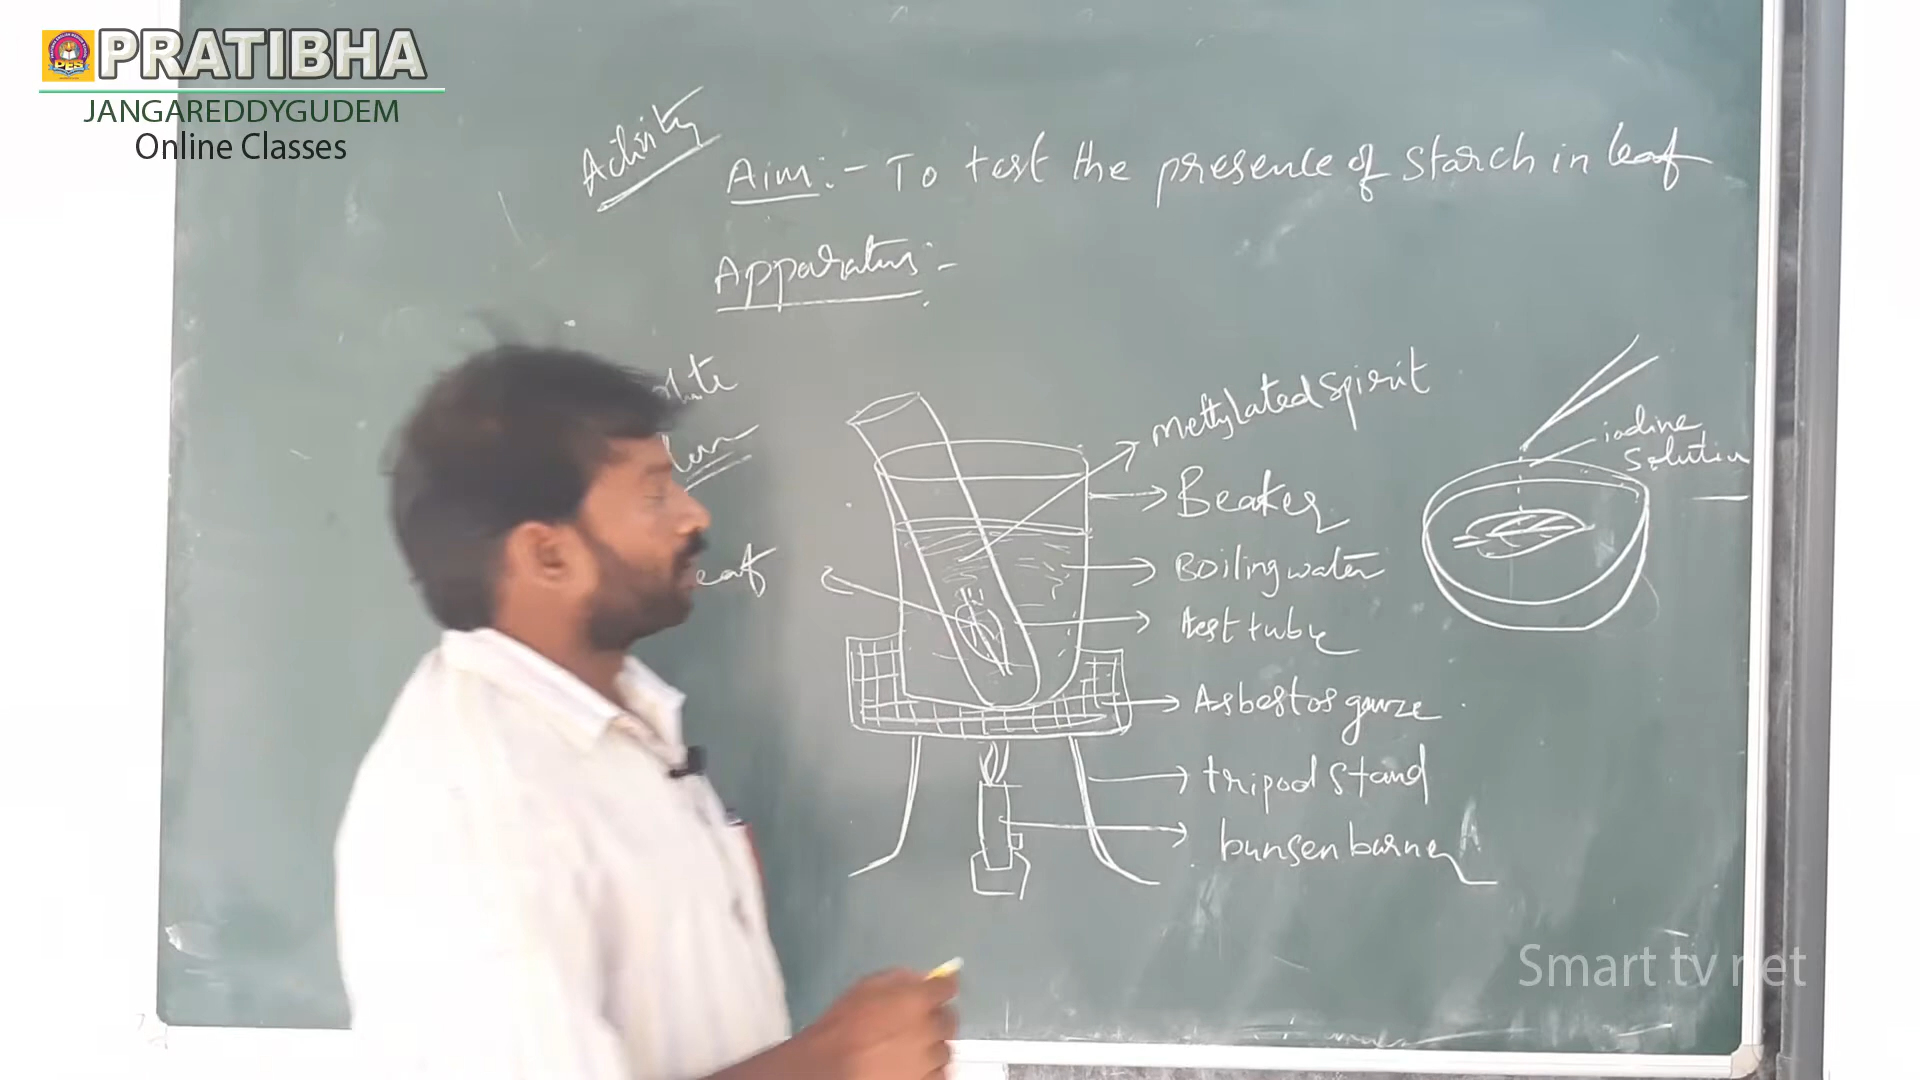 PRATIBHA
PES
JANGAREDDYGUDEM
Online Classes
Activity
Aim:- To test the presence of starch in leaf
Apparatus:-
methylated spirit
Beaker
Boiling water
test tube
Asbestos gauze
tripod stand
bunsen burner
iodine
solution
Smart tv net